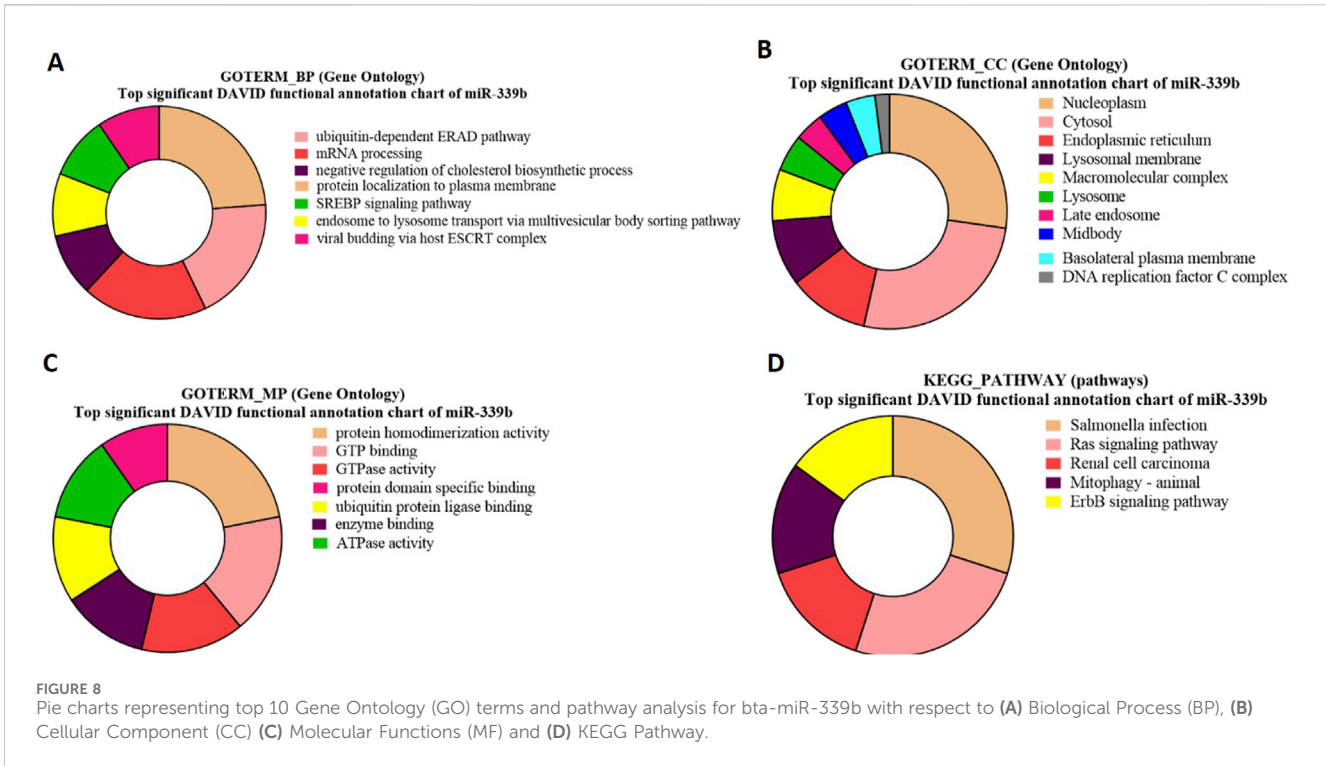 A
GOTERM_BP (Gene Ontology)
Top significant DAVID functional annotation chart of miR-339b
ubiquitin-dependent ERAD pathway
mRNA processing
negative regulation of cholesterol biosynthetic process
protein localization to plasma membrane
SREBP signaling pathway
endosome to lysosome transport via multivesicular body sorting pathway
viral budding via host ESCRT complex
B
GOTERM_CC (Gene Ontology)
Top significant DAVID functional annotation chart of miR-339b
Nucleoplasm
Cytosol
Endoplasmic reticulum
Lysosomal membrane
Macromolecular complex
Lysosome
Late endosome
Midbody
Basolateral plasma membrane
DNA replication factor C complex
C
GOTERM_MP (Gene Ontology)
Top significant DAVID functional annotation chart of miR-339b
protein homodimerization activity
GTP binding
GTPase activity
protein domain specific binding
ubiquitin protein ligase binding
enzyme binding
ATPase activity
D
KEGG_PATHWAY (pathways)
Top significant DAVID functional annotation chart of miR-339b
Salmonella infection
Ras signaling pathway
Renal cell carcinoma
Mitophagy - animal
ErbB signaling pathway
FIGURE 8
Pie charts representing top 10 Gene Ontology (GO) terms and pathway analysis for bta-miR-339b with respect to (A) Biological Process (BP), (B)
Cellular Component (CC) (C) Molecular Functions (MF) and (D) KEGG Pathway.